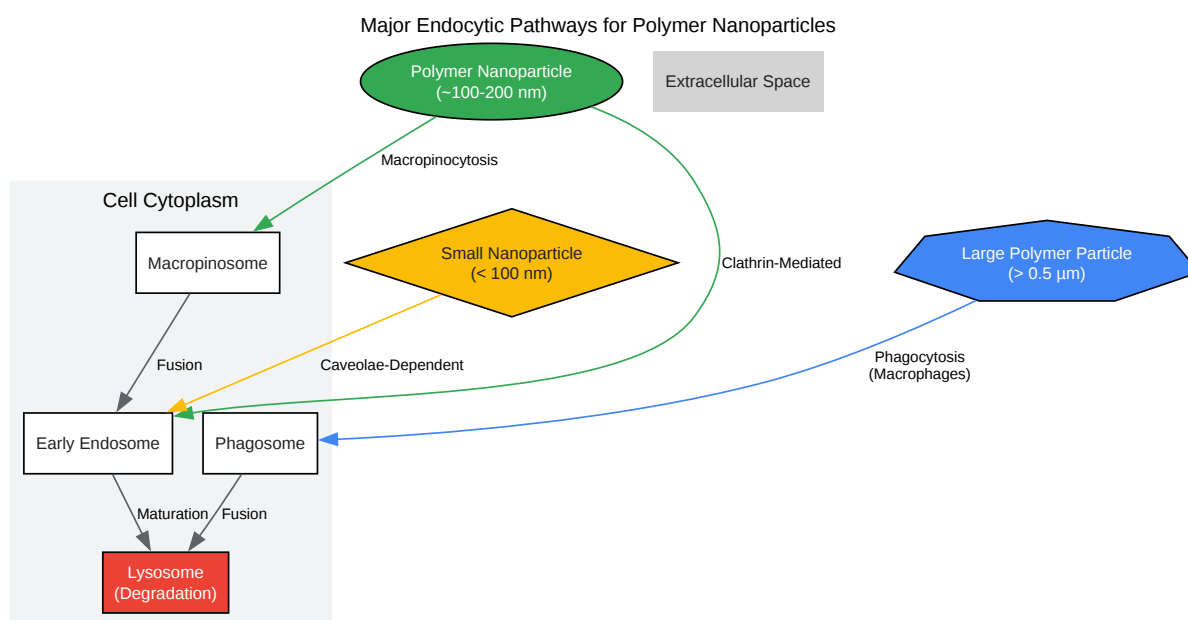 Major Endocytic Pathways for Polymer Nanoparticles
Polymer Nanoparticle
(~100-200 nm)
Extracellular Space
Macropinocytosis
Cell Cytoplasm
Macropinosome
Small Nanoparticle
(< 100 nm)
Clathrin-Mediated
Large Polymer Particle
(> 0.5 µm)
Fusion
Caveolae-Dependent
Phagocytosis
(Macrophages)
Early Endosome
Phagosome
Maturation
Fusion
Lysosome
(Degradation)